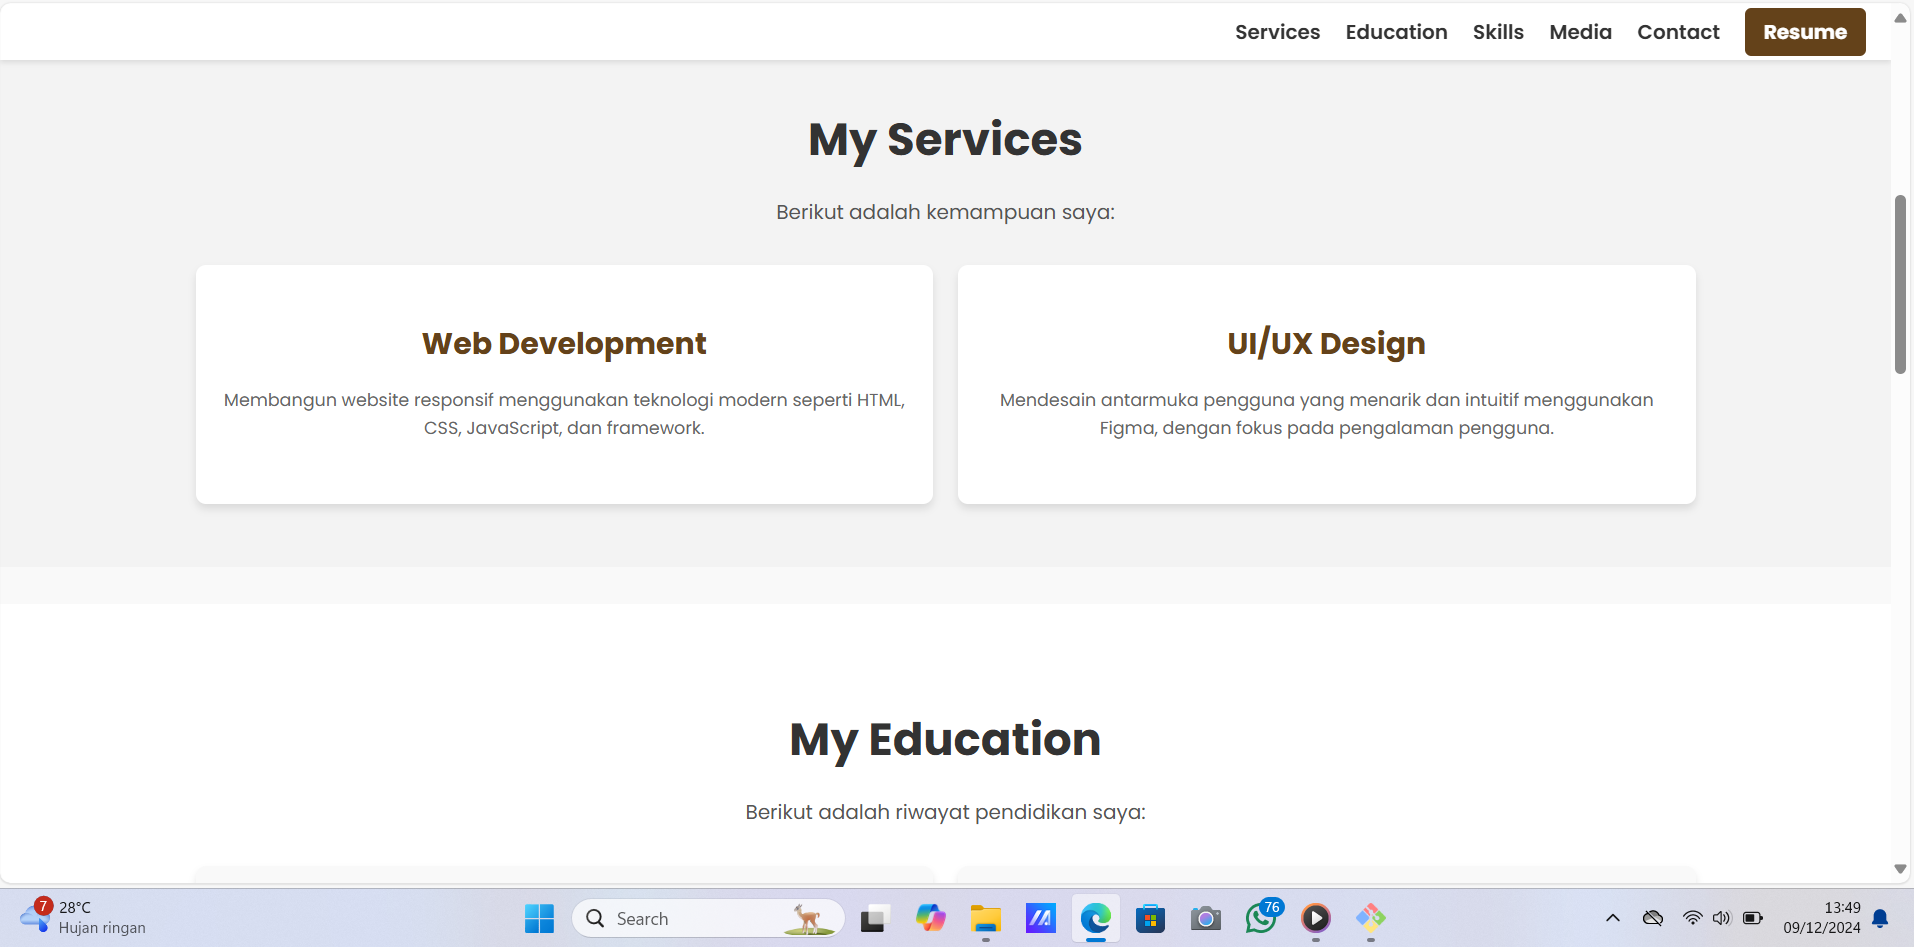 Services Education Skills Media Contact Resume
My Services
Berikut adalah kemampuan saya:
Web Development
Membangun website responsif menggunakan teknologi modern seperti HTML,
CSS, JavaScript, dan framework.
UI/UX Design
Mendesain antarmuka pengguna yang menarik dan intuitif menggunakan
Figma, dengan fokus pada pengalaman pengguna.
My Education
Berikut adalah riwayat pendidikan saya:
7
28°C
Hujan ringan
Search
76
13:49
09/12/2024